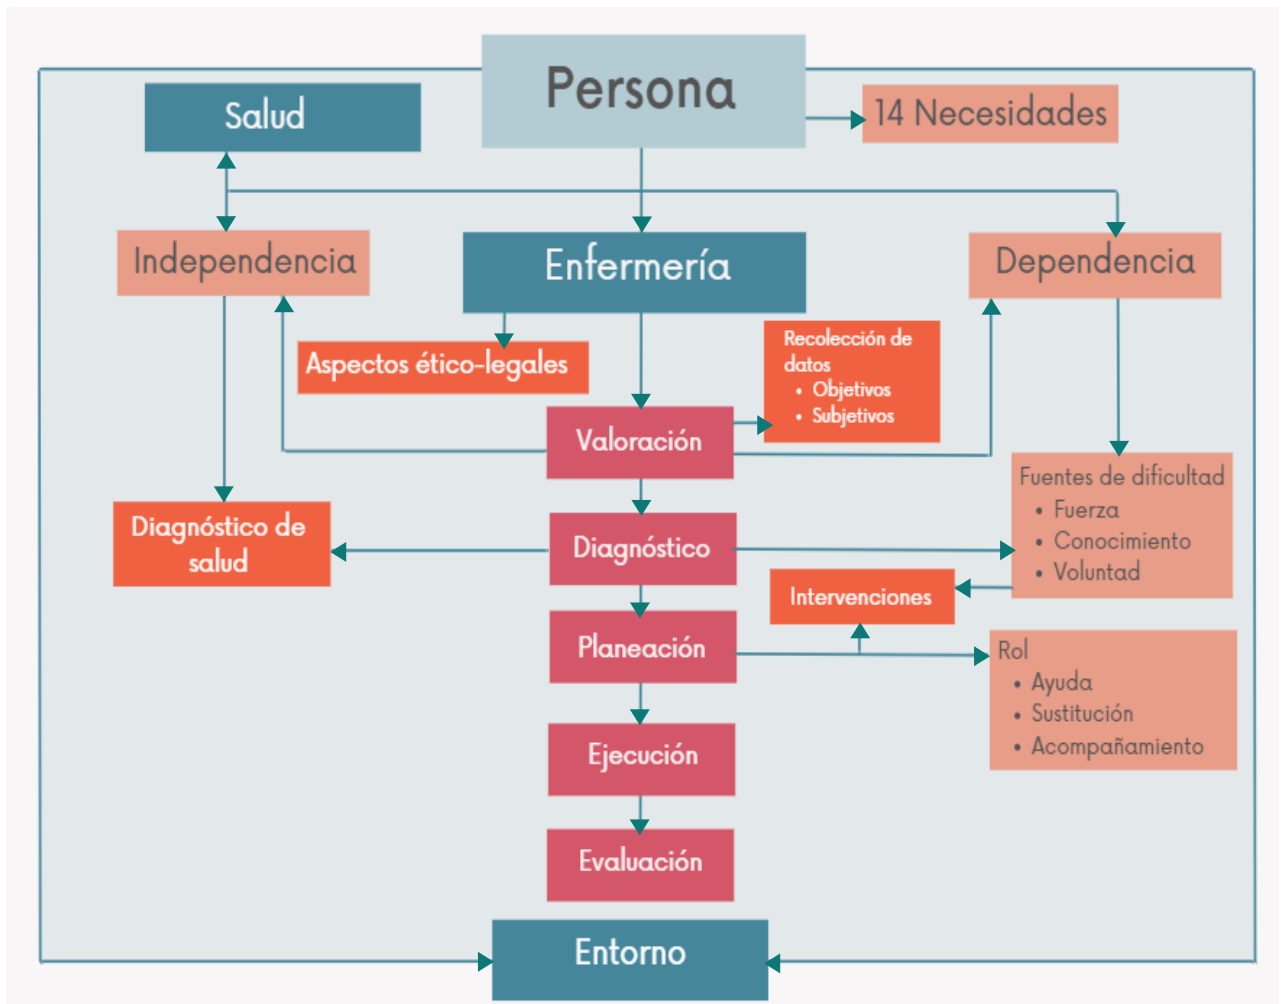 Persona
Salud
14 Necesidades
Independencia
Enfermería
Dependencia
Aspectos ético-legales
Recolección de
datos
• Objetivos
• Subjetivos
Valoración
Fuentes de dificultad
• Fuerza
• Conocimiento
• Voluntad
Diagnóstico de
salud
Diagnóstico
Intervenciones
Planeación
Rol
• Ayuda
• Sustitución
• Acompañamiento
Ejecución
Evaluación
Entorno